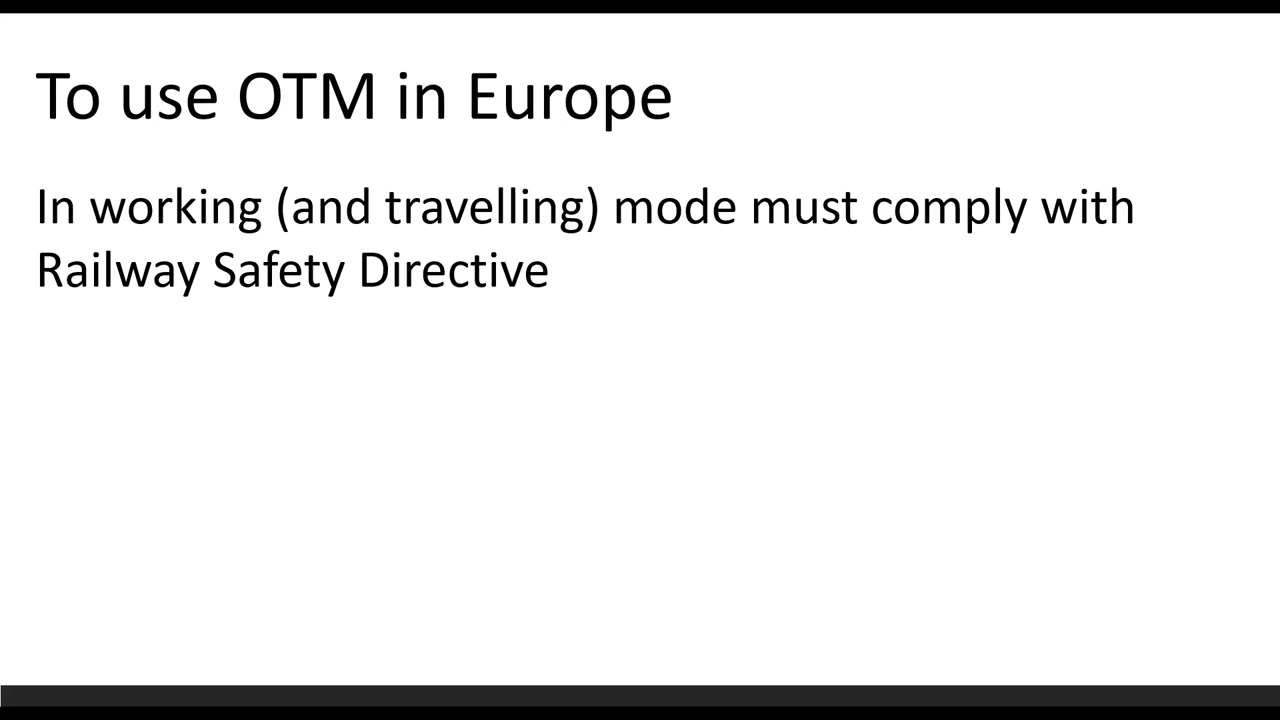 To use OTM in Europe
In working (and travelling) mode must comply with
Railway Safety Directive